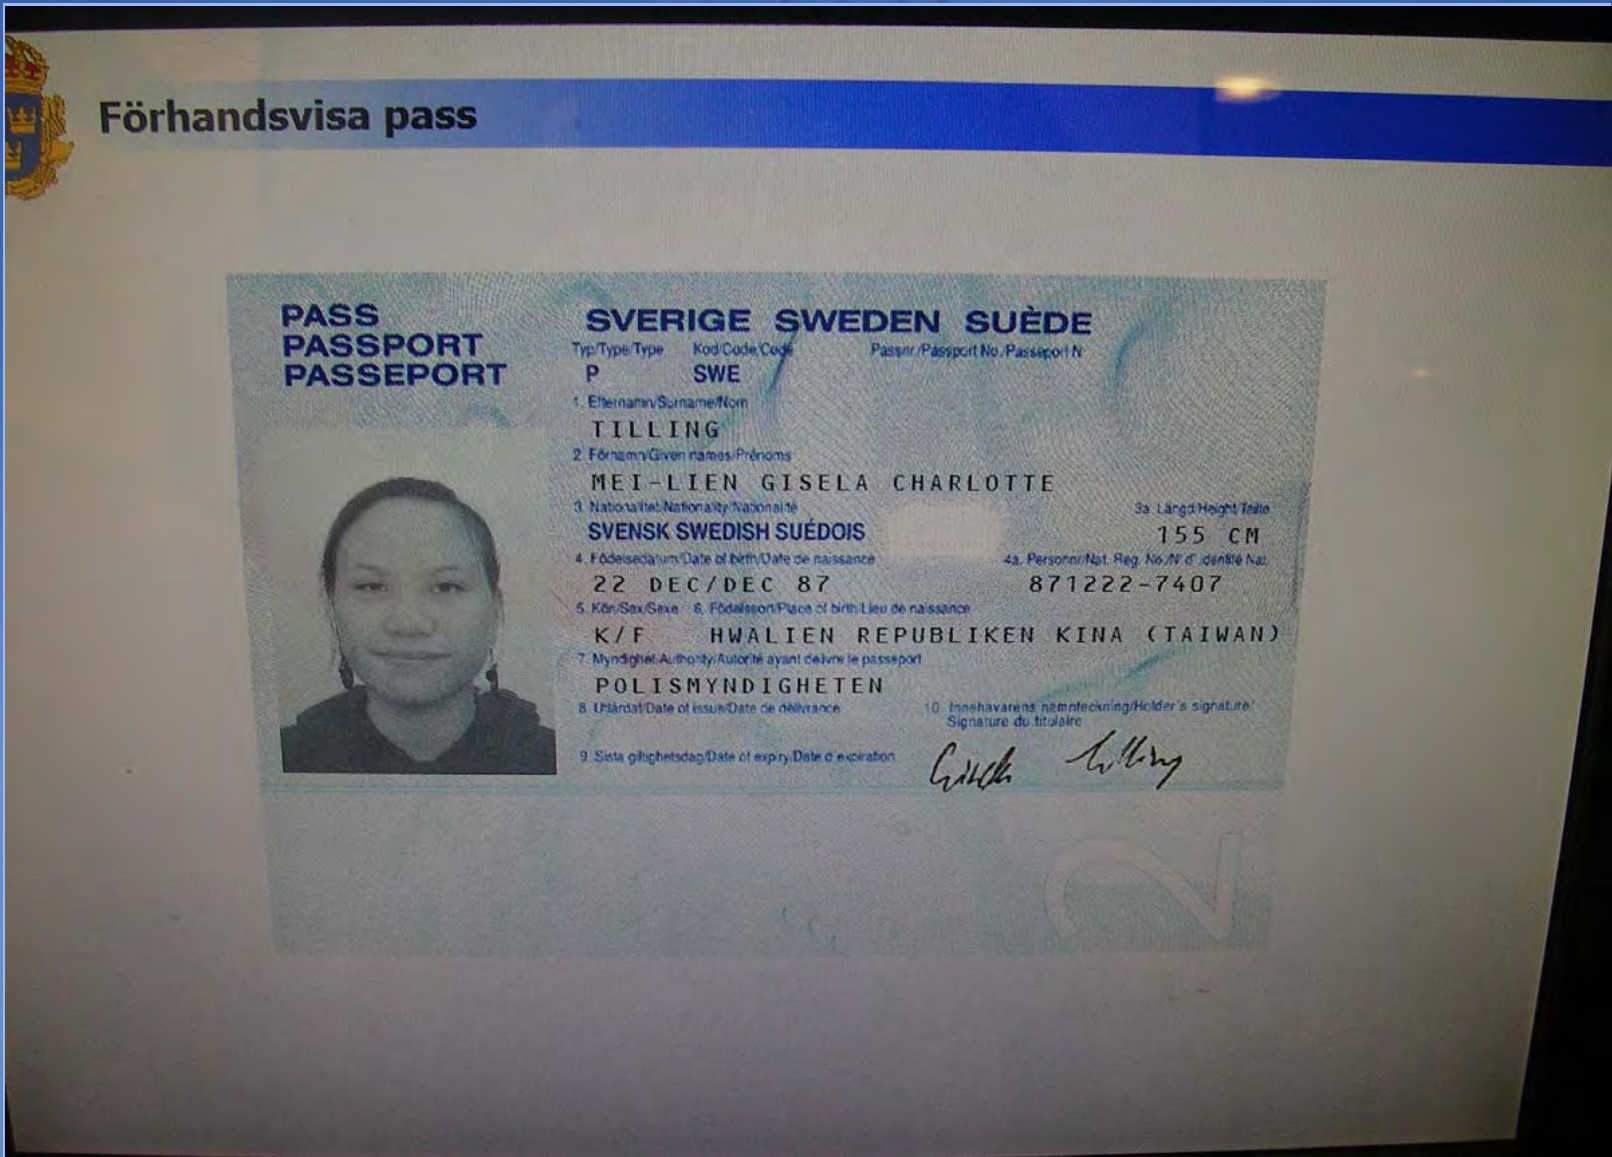 Förhandsvisa pass
PASS
PASSPORT
PASSEPORT
SVERIGE SWEDEN SUÈDE
Typ/Type/Type Kod/Code/Code Passnr/Passport No./Passeport N
P SWE
1. Efternamn/Surname/Nom
TILLING
2. Förnamn/Given names/Prénoms
MEI-LIEN GISELA CHARLOTTE
3. Nationalitet/Nationality/Nationalité 3a. Längd/Height/Taille
SVENSK SWEDISH SUÉDOIS 155 CM
4. Födelsedatum/Date of birth/Date de naissance 4a. Personnr/Nat. Reg. No./N° d'identité Nat.
22 DEC/DEC 87 871222-7407
5. Kön/Sex/Sexe 6. Födelseort/Place of birth/Lieu de naissance
K/F HWALIEN REPUBLIKEN KINA (TAIWAN)
7. Myndighet/Authority/Autorité ayant délivré le passeport
POLISMYNDIGHETEN
8. Utfärdat/Date of issue/Date de délivrance 10. Innehavarens namnteckning/Holder's signature/
Signature du titulaire
9. Sista giltighetsdag/Date of expiry/Date d'expiration
Gisela Tilling
2